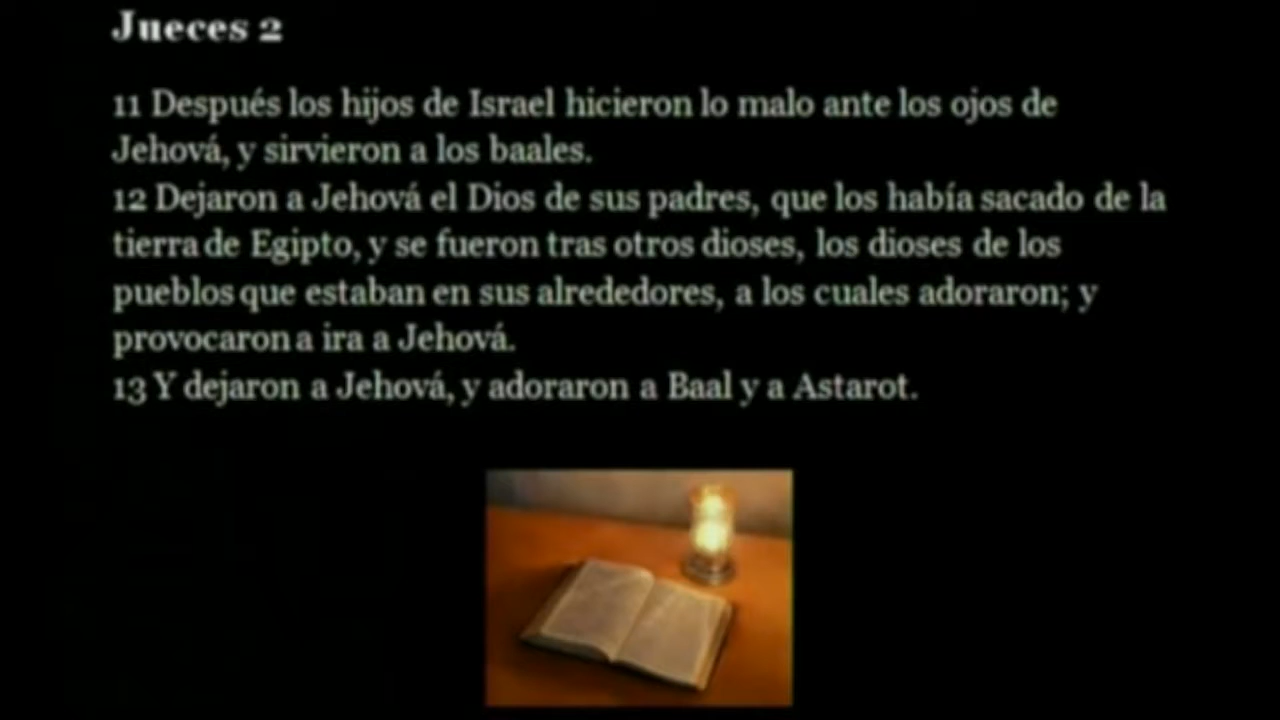 Jueces 2
11 Después los hijos de Israel hicieron lo malo ante los ojos de
Jehová, y sirvieron a los baales.
12 Dejaron a Jehová el Dios de sus padres, que los había sacado de la
tierra de Egipto, y se fueron tras otros dioses, los dioses de los
pueblos que estaban en sus alrededores, a los cuales adoraron; y
provocaron a ira a Jehová.
13 Y dejaron a Jehová, y adoraron a Baal y a Astarot.